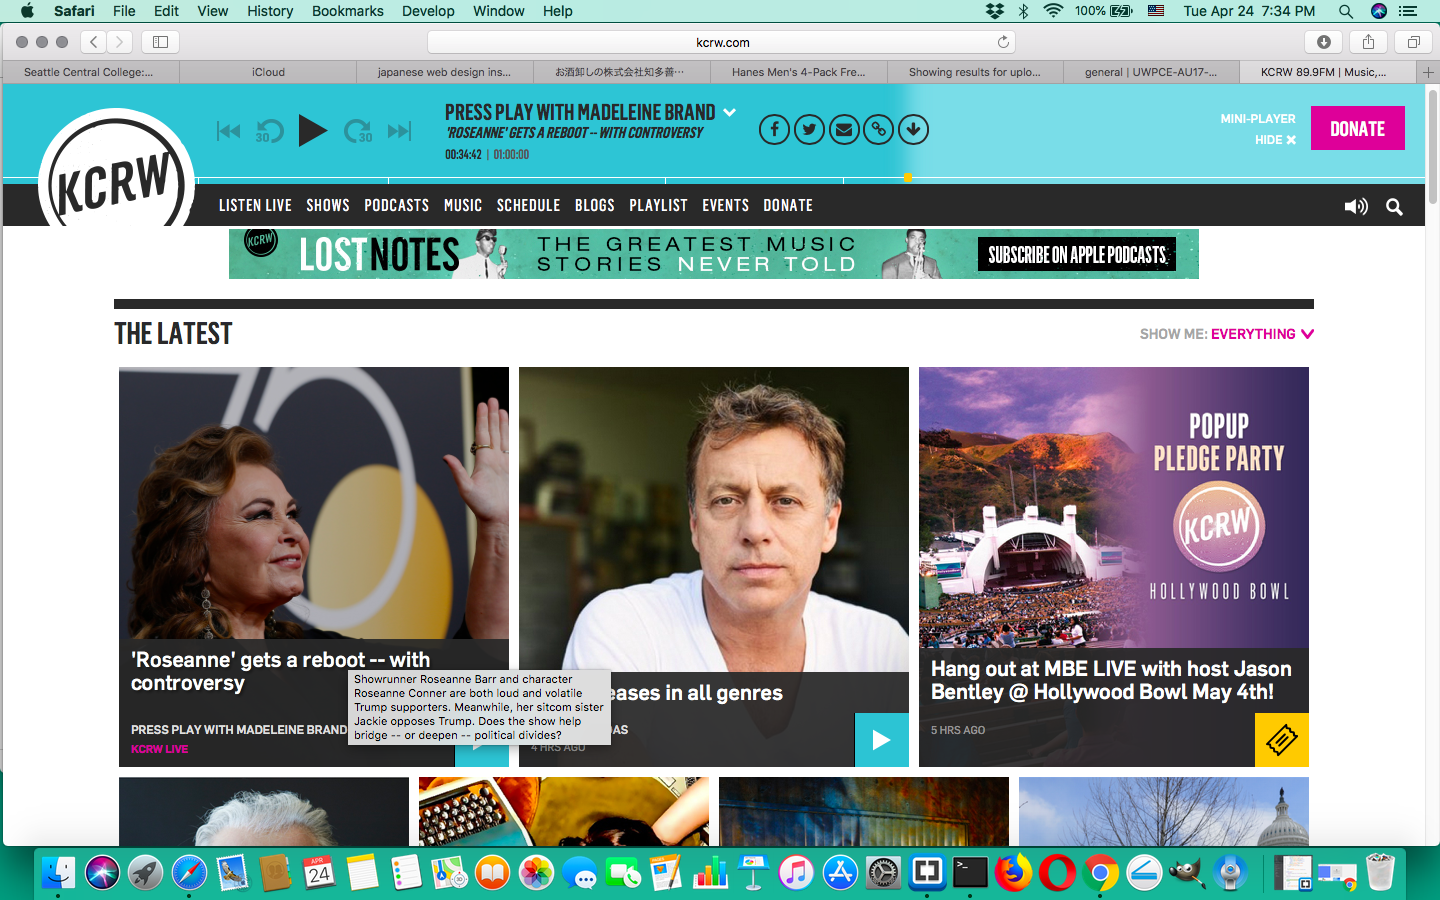 Safari File Edit View History Bookmarks Develop Window Help
100% Tue Apr 24 7:34 PM
kcrw.com
Seattle Central College:...
iCloud
japanese web design ins...
お酒卸しの株式会社知多善…
Hanes Men's 4-Pack Fre...
Showing results for uplo...
general | UWPCE-AU17-...
KCRW 89.9FM | Music,...
KCRW
30
30
PRESS PLAY WITH MADELEINE BRAND
'ROSEANNE' GETS A REBOOT -- WITH CONTROVERSY
00:34:42 | 01:00:00
MINI-PLAYER
HIDE
DONATE
LISTEN LIVE SHOWS PODCASTS MUSIC SCHEDULE BLOGS PLAYLIST EVENTS DONATE
KCRW
LOST NOTES
THE GREATEST MUSIC
STORIES NEVER TOLD
SUBSCRIBE ON APPLE PODCASTS
THE LATEST
SHOW ME: EVERYTHING
'Roseanne' gets a reboot -- with
controversy
PRESS PLAY WITH MADELEINE BRAND
KCRW LIVE
Showrunner Roseanne Barr and character
Roseanne Conner are both loud and volatile
Trump supporters. Meanwhile, her sitcom sister
Jackie opposes Trump. Does the show help
bridge -- or deepen -- political divides?
eases in all genres
DAS
4 HRS AGO
POPUP
PLEDGE PARTY
KCRW
HOLLYWOOD BOWL
Hang out at MBE LIVE with host Jason
Bentley @ Hollywood Bowl May 4th!
5 HRS AGO
APR
24